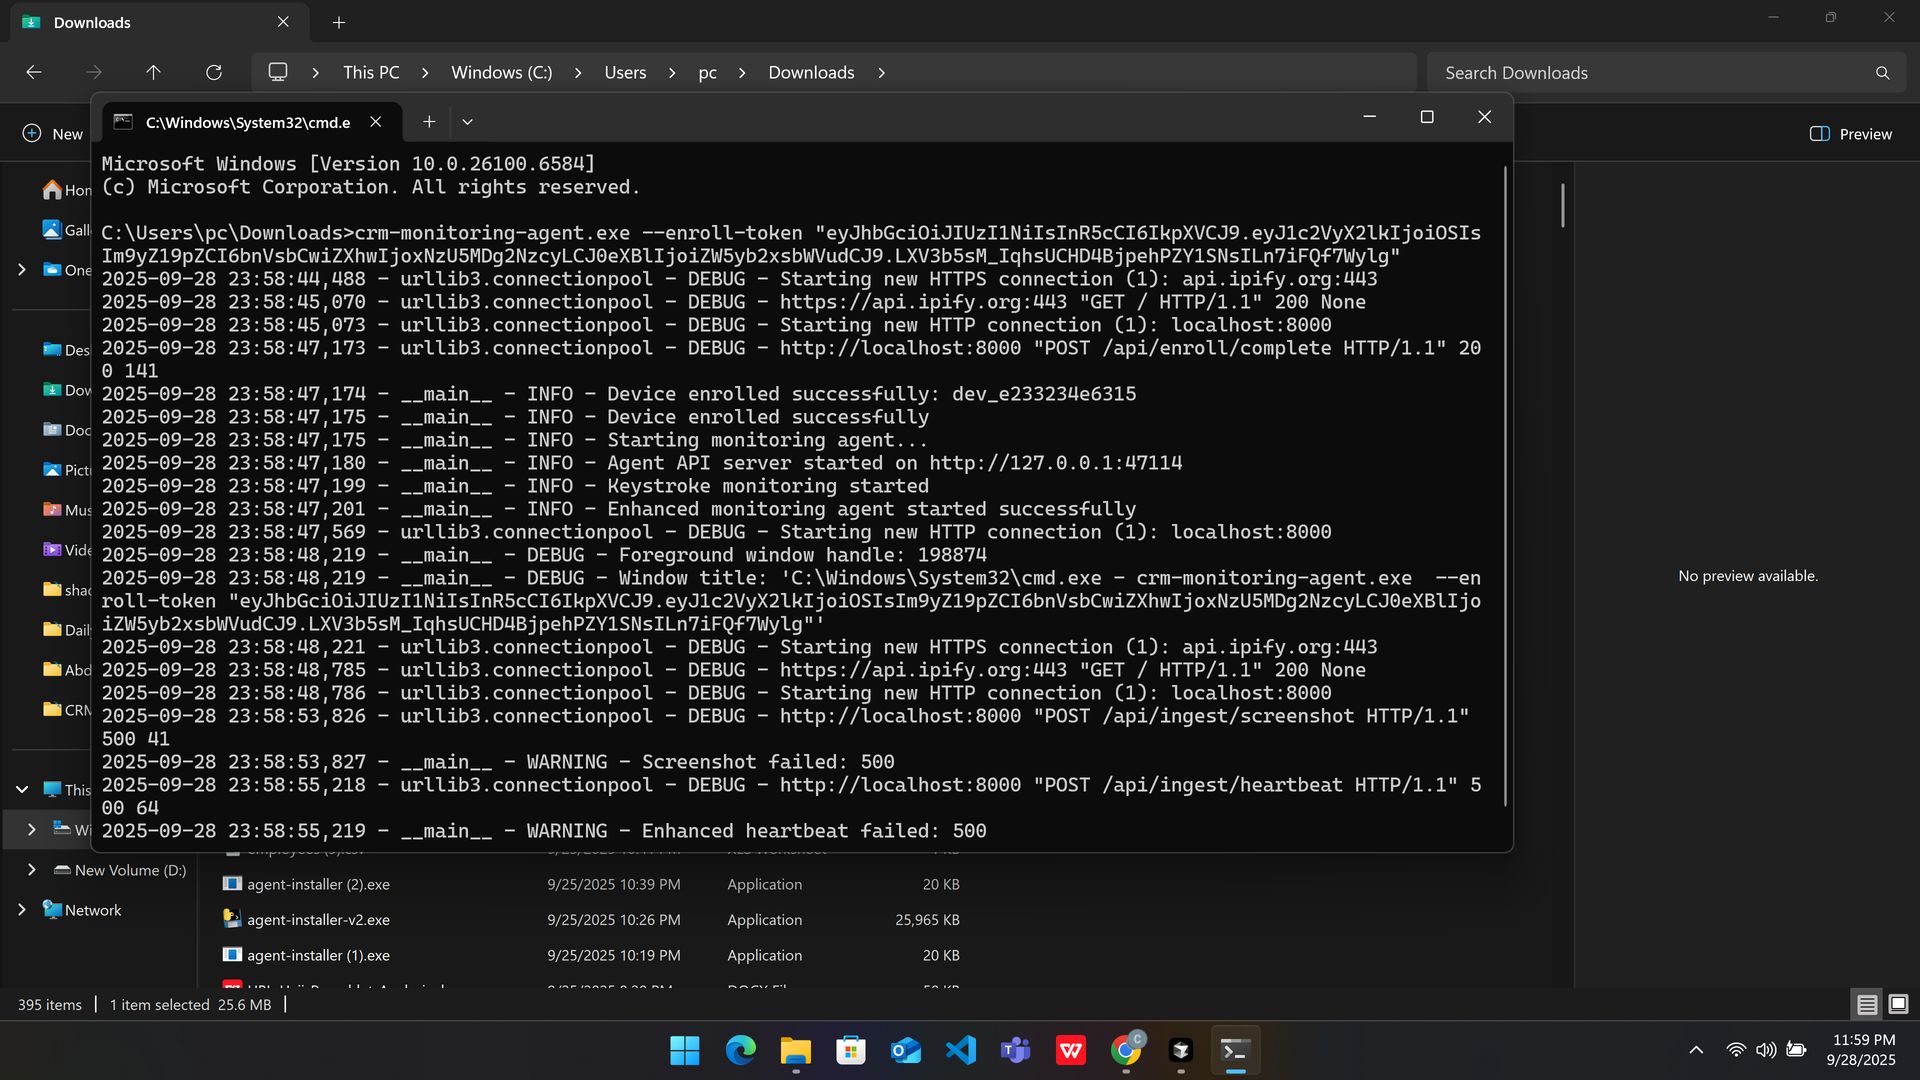 Downloads
This PC
Windows (C:)
Users
pc
Downloads
Search Downloads
New
Preview
C:\Windows\System32\cmd.e
Microsoft Windows [Version 10.0.26100.6584]
(c) Microsoft Corporation. All rights reserved.
C:\Users\pc\Downloads>crm-monitoring-agent.exe --enroll-token "eyJhbGciOiJIUzI1NiIsInR5cCI6IkpXVCJ9.eyJ1c2VyX2lkIjoiOSIs
Im9yZ19pZCI6bnVsbCwiZXhwIjoxNzU5MDg2NzcyLCJ0eXBlIjoiZW5yb2xsbWVudCJ9.LXV3b5sM_IqhsUCHD4BjpehPZY1SNsILn7iFQf7Wylg"
2025-09-28 23:58:44,488 - urllib3.connectionpool - DEBUG - Starting new HTTPS connection (1): api.ipify.org:443
2025-09-28 23:58:45,070 - urllib3.connectionpool - DEBUG - https://api.ipify.org:443 "GET / HTTP/1.1" 200 None
2025-09-28 23:58:45,073 - urllib3.connectionpool - DEBUG - Starting new HTTP connection (1): localhost:8000
2025-09-28 23:58:47,173 - urllib3.connectionpool - DEBUG - http://localhost:8000 "POST /api/enroll/complete HTTP/1.1" 20
0 141
2025-09-28 23:58:47,174 - __main__ - INFO - Device enrolled successfully: dev_e233234e6315
2025-09-28 23:58:47,175 - __main__ - INFO - Device enrolled successfully
2025-09-28 23:58:47,175 - __main__ - INFO - Starting monitoring agent...
2025-09-28 23:58:47,180 - __main__ - INFO - Agent API server started on http://127.0.0.1:47114
2025-09-28 23:58:47,199 - __main__ - INFO - Keystroke monitoring started
2025-09-28 23:58:47,201 - __main__ - INFO - Enhanced monitoring agent started successfully
2025-09-28 23:58:47,569 - urllib3.connectionpool - DEBUG - Starting new HTTP connection (1): localhost:8000
2025-09-28 23:58:48,219 - __main__ - DEBUG - Foreground window handle: 198874
2025-09-28 23:58:48,219 - __main__ - DEBUG - Window title: 'C:\Windows\System32\cmd.exe - crm-monitoring-agent.exe  --en
roll-token "eyJhbGciOiJIUzI1NiIsInR5cCI6IkpXVCJ9.eyJ1c2VyX2lkIjoiOSIsIm9yZ19pZCI6bnVsbCwiZXhwIjoxNzU5MDg2NzcyLCJ0eXBlIjo
iZW5yb2xsbWVudCJ9.LXV3b5sM_IqhsUCHD4BjpehPZY1SNsILn7iFQf7Wylg"'
2025-09-28 23:58:48,221 - urllib3.connectionpool - DEBUG - Starting new HTTPS connection (1): api.ipify.org:443
2025-09-28 23:58:48,785 - urllib3.connectionpool - DEBUG - https://api.ipify.org:443 "GET / HTTP/1.1" 200 None
2025-09-28 23:58:48,786 - urllib3.connectionpool - DEBUG - Starting new HTTP connection (1): localhost:8000
2025-09-28 23:58:53,826 - urllib3.connectionpool - DEBUG - http://localhost:8000 "POST /api/ingest/screenshot HTTP/1.1"
500 41
2025-09-28 23:58:53,827 - __main__ - WARNING - Screenshot failed: 500
2025-09-28 23:58:55,218 - urllib3.connectionpool - DEBUG - http://localhost:8000 "POST /api/ingest/heartbeat HTTP/1.1" 5
00 64
2025-09-28 23:58:55,219 - __main__ - WARNING - Enhanced heartbeat failed: 500
Hon
Gall
One
Des
Dow
Doc
Pictu
Mus
Vide
shad
Daily
Abd
CRM
This
Wi
New Volume (D:)
Network
No preview available.
agent-installer (2).exe 9/25/2025 10:39 PM Application 20 KB
agent-installer-v2.exe 9/25/2025 10:26 PM Application 25,965 KB
agent-installer (1).exe 9/25/2025 10:19 PM Application 20 KB
395 items
1 item selected 25.6 MB
11:59 PM
9/28/2025